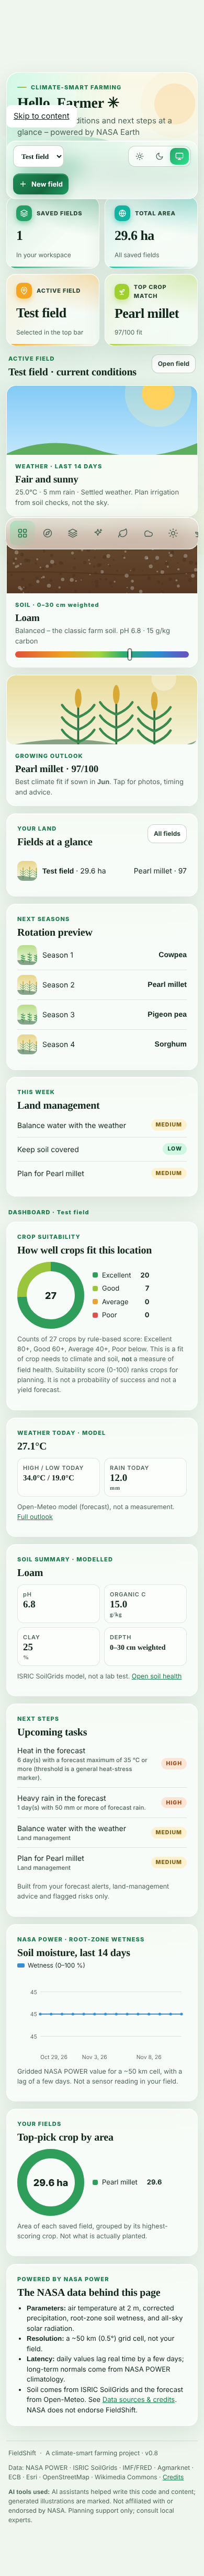 CLIMATE-SMART FARMING
Hello, Farmer ☀
Skip to content
ditions and next steps at a
glance – powered by NASA Earth
Test field
+ New field
SAVED FIELDS
1
In your workspace
TOTAL AREA
29.6 ha
All saved fields
ACTIVE FIELD
Test field
Selected in the top bar
TOP CROP
MATCH
Pearl millet
97/100 fit
ACTIVE FIELD
Test field · current conditions
Open field
WEATHER · LAST 14 DAYS
Fair and sunny
25.0°C · 5 mm rain · Settled weather. Plan irrigation
from soil checks, not the sky.
SOIL · 0–30 cm weighted
Loam
Balanced – the classic farm soil. pH 6.8 · 15 g/kg
carbon
GROWING OUTLOOK
Pearl millet · 97/100
Best climate fit if sown in Jun. Tap for photos, timing
and advice.
YOUR LAND
Fields at a glance
All fields
Test field · 29.6 ha
Pearl millet · 97
NEXT SEASONS
Rotation preview
Season 1
Cowpea
Season 2
Pearl millet
Season 3
Pigeon pea
Season 4
Sorghum
THIS WEEK
Land management
Balance water with the weather
MEDIUM
Keep soil covered
LOW
Plan for Pearl millet
MEDIUM
DASHBOARD · Test field
CROP SUITABILITY
How well crops fit this location
27
Excellent 20
Good 7
Average 0
Poor 0
Counts of 27 crops by rule-based score: Excellent
80+, Good 60+, Average 40+, Poor below. This is a fit
of crop needs to climate and soil, not a measure of
field health. Suitability score (0-100) ranks crops for
planning. It is not a probability of success and not a
yield forecast.
WEATHER TODAY · MODEL
27.1°C
HIGH / LOW TODAY
34.0°C / 19.0°C
RAIN TODAY
12.0
mm
Open-Meteo model (forecast), not a measurement.
Full outlook
SOIL SUMMARY · MODELLED
Loam
pH
6.8
ORGANIC C
15.0
g/kg
CLAY
25
%
DEPTH
0–30 cm weighted
ISRIC SoilGrids model, not a lab test. Open soil health
NEXT STEPS
Upcoming tasks
Heat in the forecast
6 day(s) with a forecast maximum of 35 °C or
more (threshold is a general heat-stress
marker).
HIGH
Heavy rain in the forecast
1 day(s) with 50 mm or more of forecast rain.
HIGH
Balance water with the weather
Land management
MEDIUM
Plan for Pearl millet
Land management
MEDIUM
Built from your forecast alerts, land-management
advice and flagged risks only.
NASA POWER · ROOT-ZONE WETNESS
Soil moisture, last 14 days
Wetness (0–100 %)
45
45
45
Oct 29, 26
Nov 3, 26
Nov 8, 26
Gridded NASA POWER value for a ~50 km cell, with a
lag of a few days. Not a sensor reading in your field.
YOUR FIELDS
Top-pick crop by area
29.6 ha
Pearl millet 29.6
Area of each saved field, grouped by its highest-
scoring crop. Not what is actually planted.
POWERED BY NASA POWER
The NASA data behind this page
• Parameters: air temperature at 2 m, corrected
precipitation, root-zone soil wetness, and all-sky
solar radiation.
• Resolution: a ~50 km (0.5°) grid cell, not your
field.
• Latency: daily values lag real time by a few days;
long-term normals come from NASA POWER
climatology.
• Soil comes from ISRIC SoilGrids and the forecast
from Open-Meteo. See Data sources & credits.
NASA does not endorse FieldShift.
FieldShift · A climate-smart farming project · v0.8
Data: NASA POWER · ISRIC SoilGrids · IMF/FRED · Agmarknet ·
ECB · Esri · OpenStreetMap · Wikimedia Commons · Credits
AI tools used: AI assistants helped write this code and content;
generated illustrations are marked. Not affiliated with or
endorsed by NASA. Planning support only; consult local
experts.